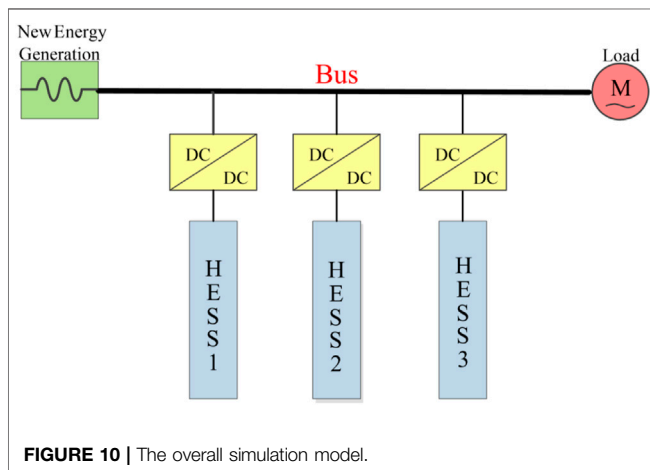 New Energy
Generation
Bus
Load
M
DC
DC
DC
DC
DC
DC
H
E
S
S
1
H
E
S
S
2
H
E
S
S
3
FIGURE 10 | The overall simulation model.